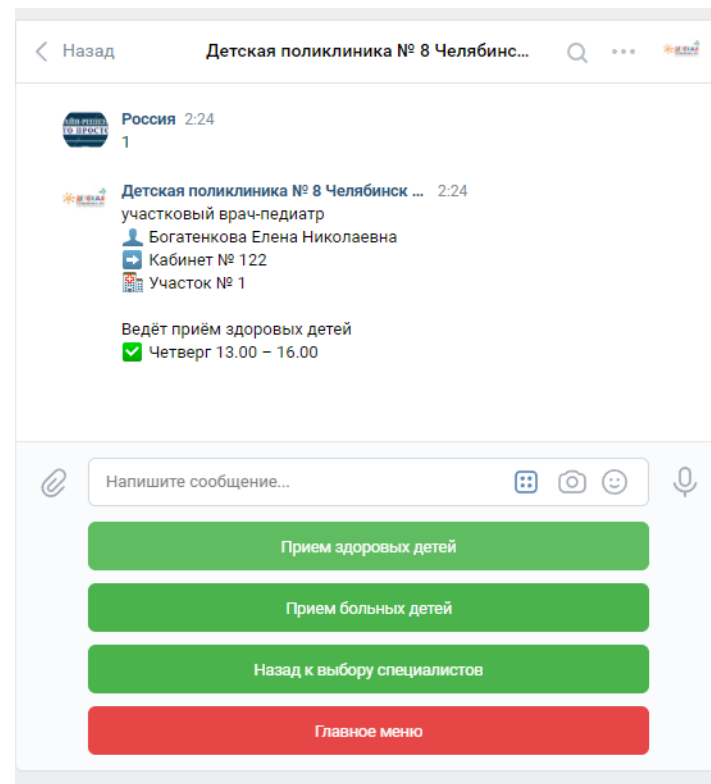 Назад
Детская поликлиника № 8 Челябинс...
Россия 2:24
1
Детская поликлиника № 8 Челябинск ... 2:24
участковый врач-педиатр
Богатенкова Елена Николаевна
Кабинет № 122
Участок № 1
Ведёт приём здоровых детей
Четверг 13.00 – 16.00
Напишите сообщение...
Прием здоровых детей
Прием больных детей
Назад к выбору специалистов
Главное меню